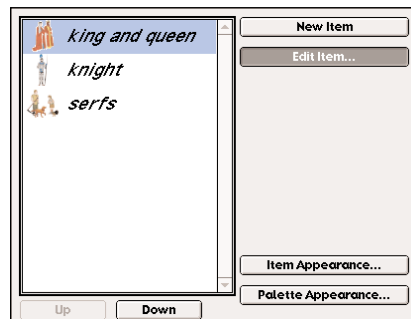 king and queen
knight
serfs
New Item
Edit Item...
Item Appearance...
Palette Appearance...
Up
Down